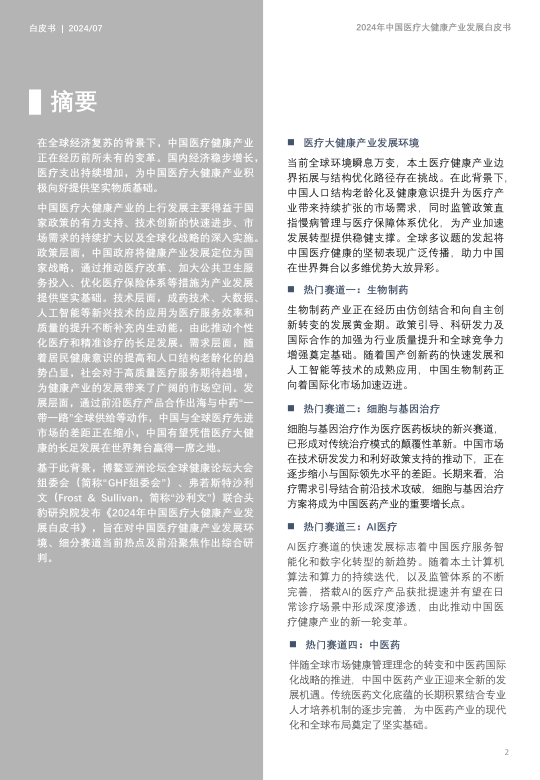 白皮书 | 2024/07
2024年中国医疗大健康产业发展白皮书
摘要
在全球经济复苏的背景下，中国医疗健康产业
正在经历前所未有的变革。国内经济稳步增长，
医疗支出持续增加，为中国医疗大健康产业积
极向好提供坚实物质基础。
中国医疗大健康产业的上行发展主要得益于国
家政策的有力支持、技术创新的快速进步、市
场需求的持续扩大以及全球化战略的深入实施。
政策层面，中国政府将健康产业发展定位为国
家战略，通过推动医疗改革、加大公共卫生服
务投入、优化医疗保险体系等措施为产业发展
提供坚实基础。技术层面，成药技术、大数据、
人工智能等新兴技术的应用为医疗服务效率和
质量的提升不断补充内生动能，由此推动个性
化医疗和精准诊疗的长足发展。需求层面，随
着居民健康意识的提高和人口结构老龄化的趋
势凸显，社会对于高质量医疗服务期待趋增，
为健康产业的发展带来了广阔的市场空间。发
展层面，通过前沿医疗产品合作出海与中药“一
带一路”全球供给等动作，中国与全球医疗先进
市场的差距正在缩小，中国有望凭借医疗大健
康的长足发展在世界舞台赢得一席之地。
基于此背景，博鳌亚洲论坛全球健康论坛大会
组委会（简称“GHF组委会”）、弗若斯特沙利
文（Frost & Sullivan，简称“沙利文”）联合头
豹研究院发布《2024年中国医疗大健康产业发
展白皮书》，旨在对中国医疗健康产业发展环
境、细分赛道当前热点及前沿聚焦作出综合研
判。
■ 医疗大健康产业发展环境
当前全球环境瞬息万变，本土医疗健康产业边
界拓展与结构优化路径存在挑战。在此背景下，
中国人口结构老龄化及健康意识提升为医疗产
业带来持续扩张的市场需求，同时监管政策直
指慢病管理与医疗保障体系优化，为产业加速
发展转型提供稳健支撑。全球多议题的发起将
中国医疗健康的坚韧表现广泛传播，助力中国
在世界舞台以多维优势大放异彩。
■ 热门赛道一：生物制药
生物制药产业正在经历由仿创结合和向自主创
新转变的发展黄金期。政策引导、科研发力及
国际合作的加强为行业质量提升和全球竞争力
增强奠定基础。随着国产创新药的快速发展和
人工智能等技术的成熟应用，中国生物制药正
向着国际化市场加速迈进。
■ 热门赛道二：细胞与基因治疗
细胞与基因治疗作为医疗医药板块的新兴赛道，
已形成对传统治疗模式的颠覆性革新。中国市场
在技术研发发力和利好政策支持的推动下，正在
逐步缩小与国际领先水平的差距。长期来看，治
疗需求引导结合前沿技术攻破，细胞与基因治疗
方案将成为中国医药产业的重要增长点。
■ 热门赛道三：AI医疗
AI医疗赛道的快速发展标志着中国医疗服务智
能化和数字化转型的新趋势。随着本土计算机
算法和算力的持续迭代，以及监管体系的不断
完善，搭载AI的医疗产品获批提速并有望在日
常诊疗场景中形成深度渗透，由此推动中国医
疗健康产业的新一轮变革。
■ 热门赛道四：中医药
伴随全球市场健康管理理念的转变和中医药国际
化战略的推进，中国中医药产业正迎来全新的发
展机遇。传统医药文化底蕴的长期积累结合专业
人才培养机制的逐步完善，为中医药产业的现代
化和全球布局奠定了坚实基础。
2